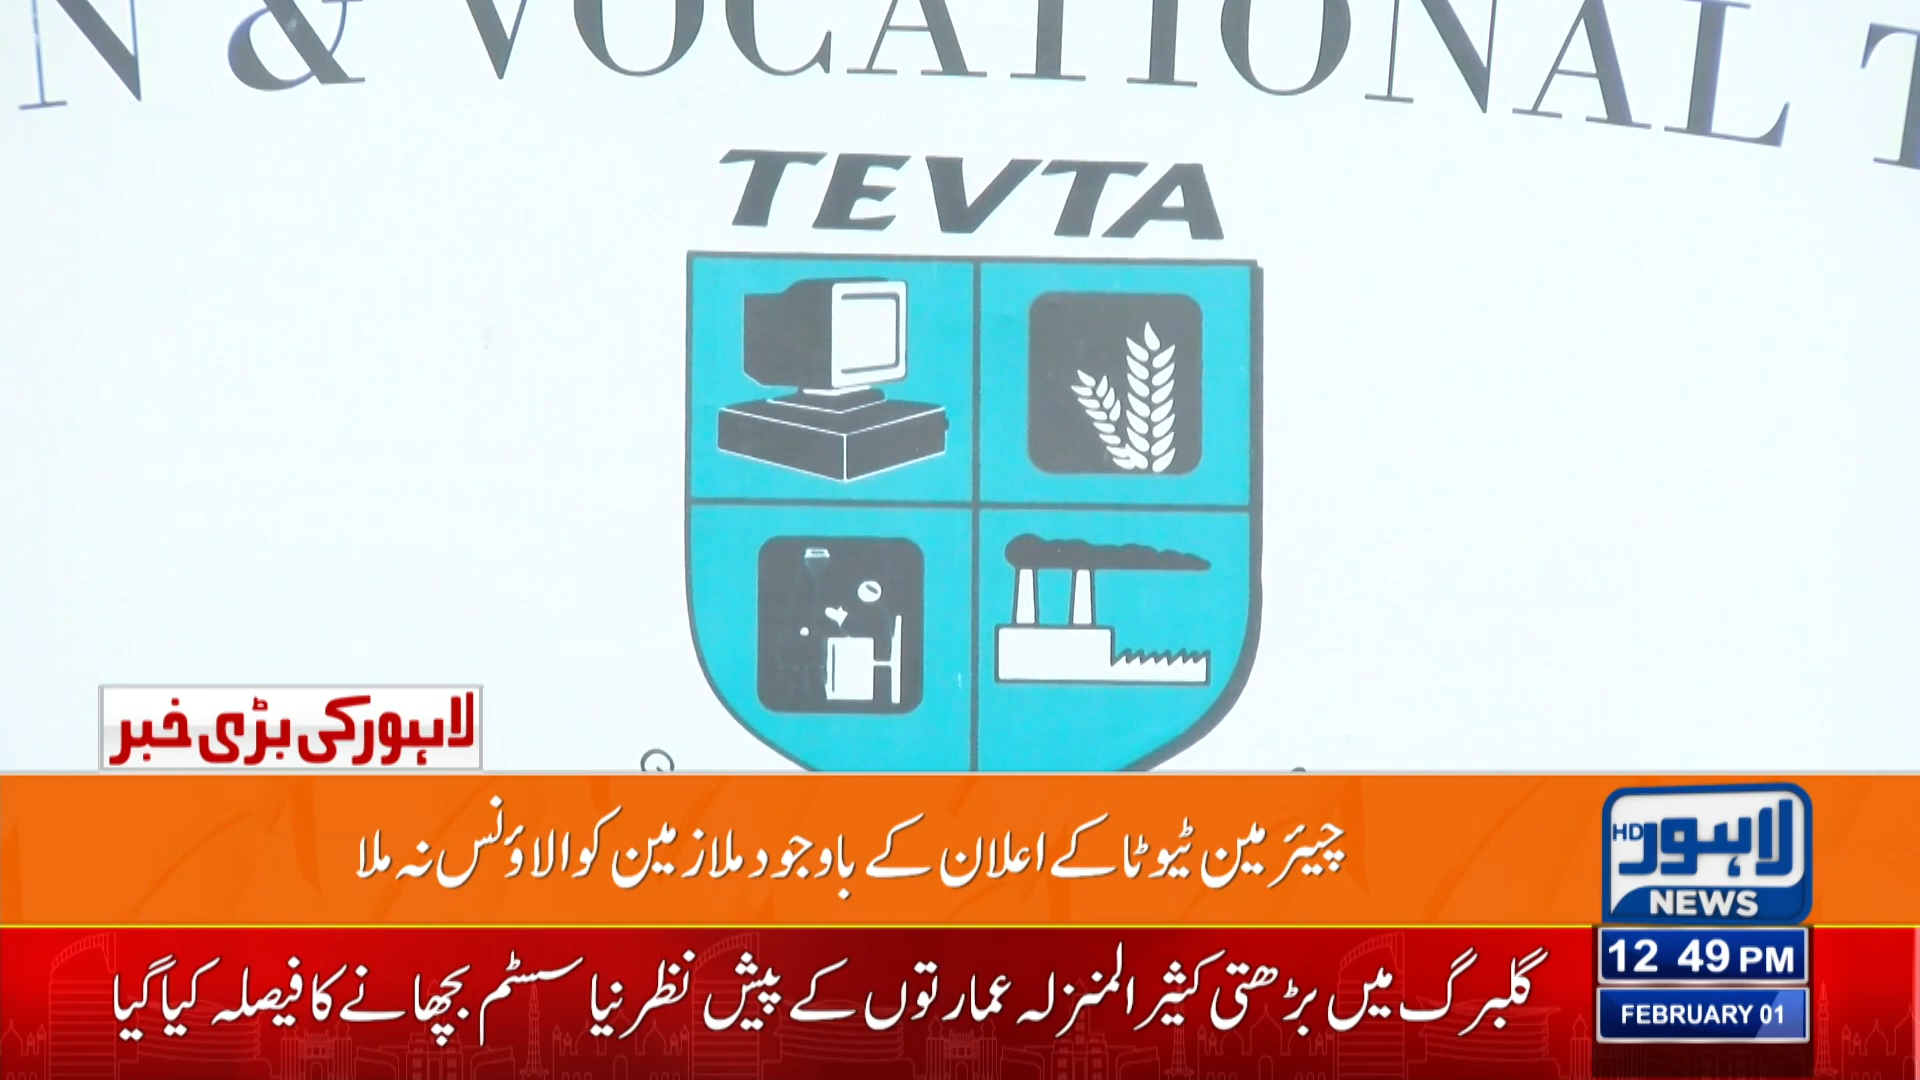 N & VOCATIONAL T
TEVTA
لاہور کی بڑی خبر
چیئرمین ٹیوٹا کے اعلان کے باوجود ملازمین کو الاؤنس نہ ملا
HD لاہور
NEWS
گلبرگ میں بڑھتی کثیر المنزلہ عمارتوں کے پیش نظر نیا سسٹم بچھانے کا فیصلہ کیا گیا
12 49 PM
FEBRUARY 01